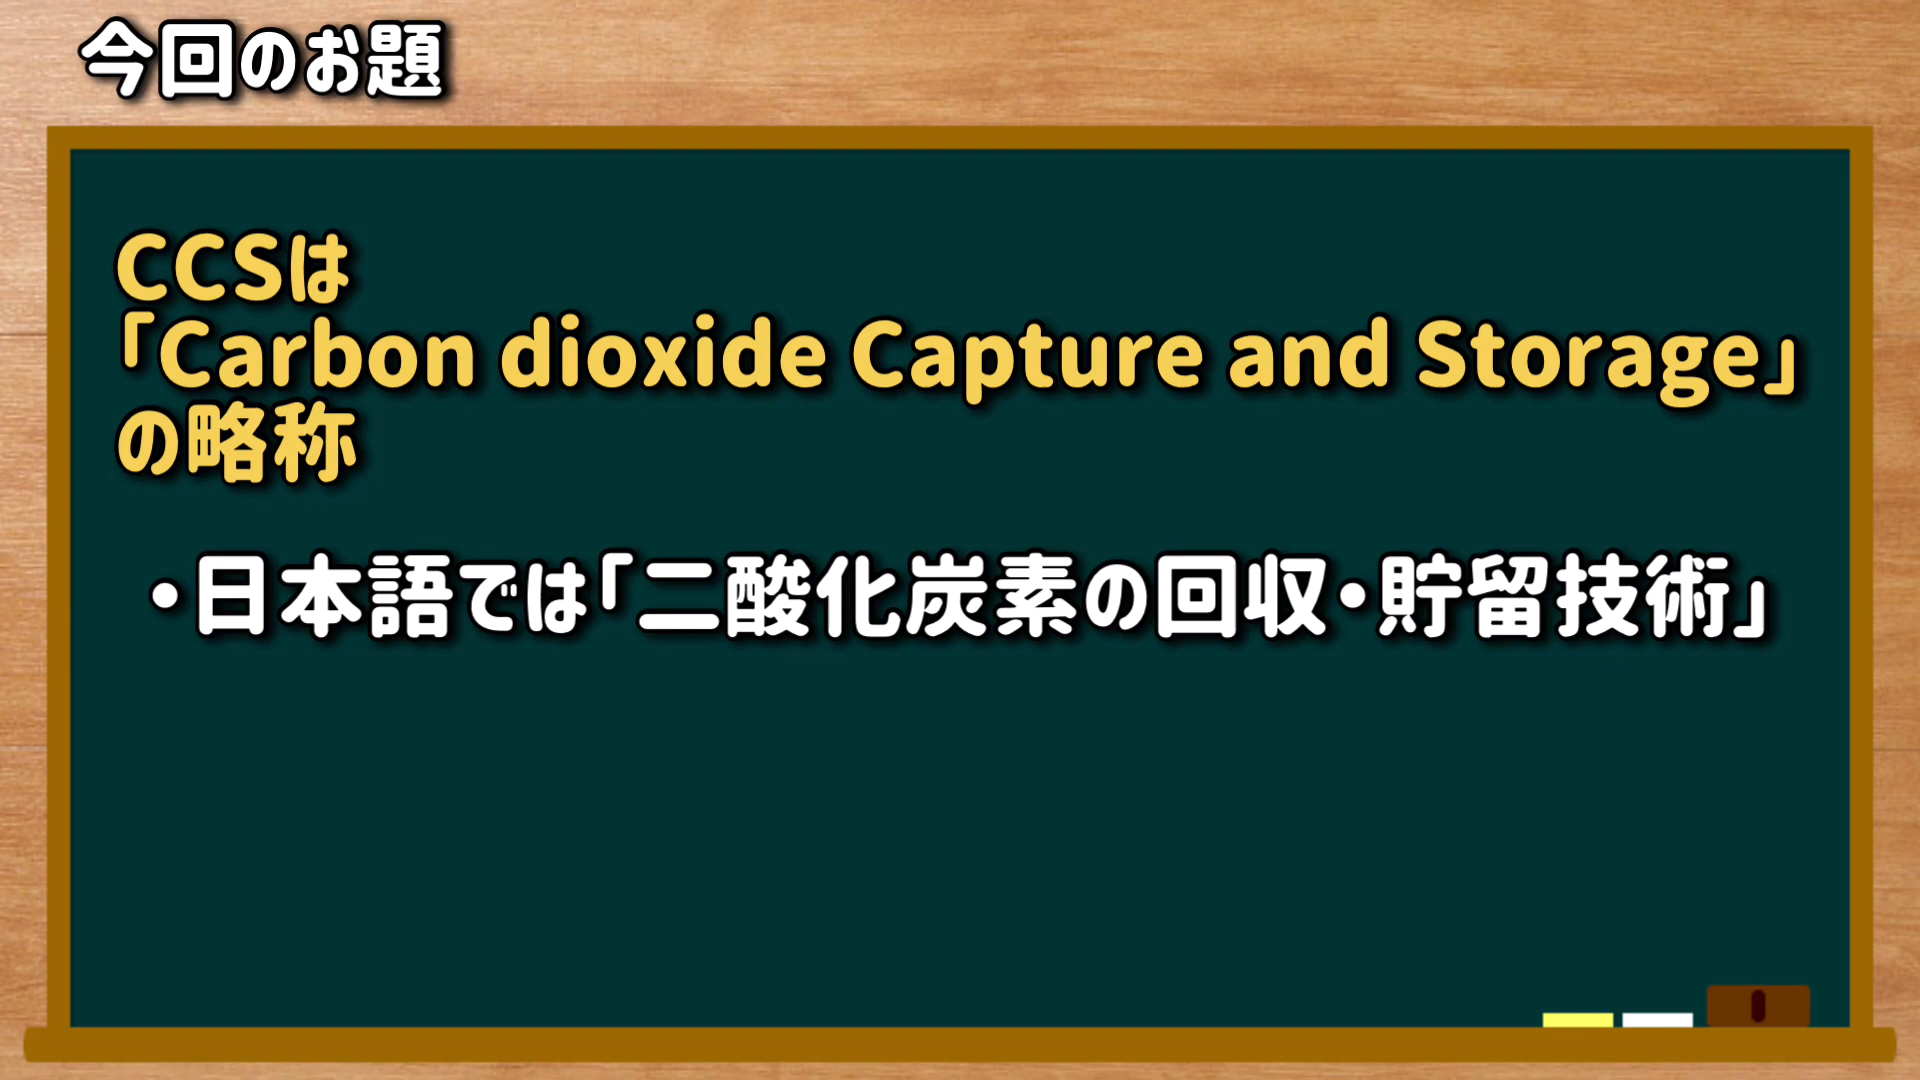 今回のお題
CCSは
「Carbon dioxide Capture and Storage」
の略称
・日本語では「二酸化炭素の回収・貯留技術」